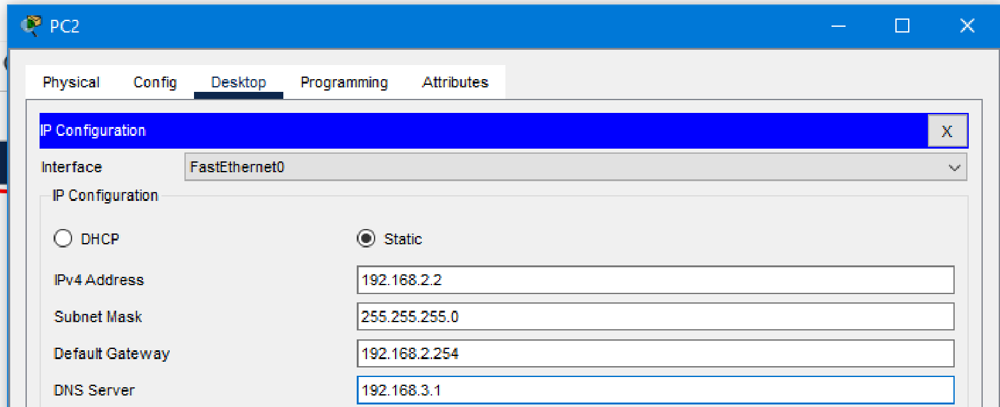 PC2
Physical Config Desktop Programming Attributes
IP Configuration X
Interface FastEthernet0
IP Configuration
DHCP Static
IPv4 Address 192.168.2.2
Subnet Mask 255.255.255.0
Default Gateway 192.168.2.254
DNS Server 192.168.3.1